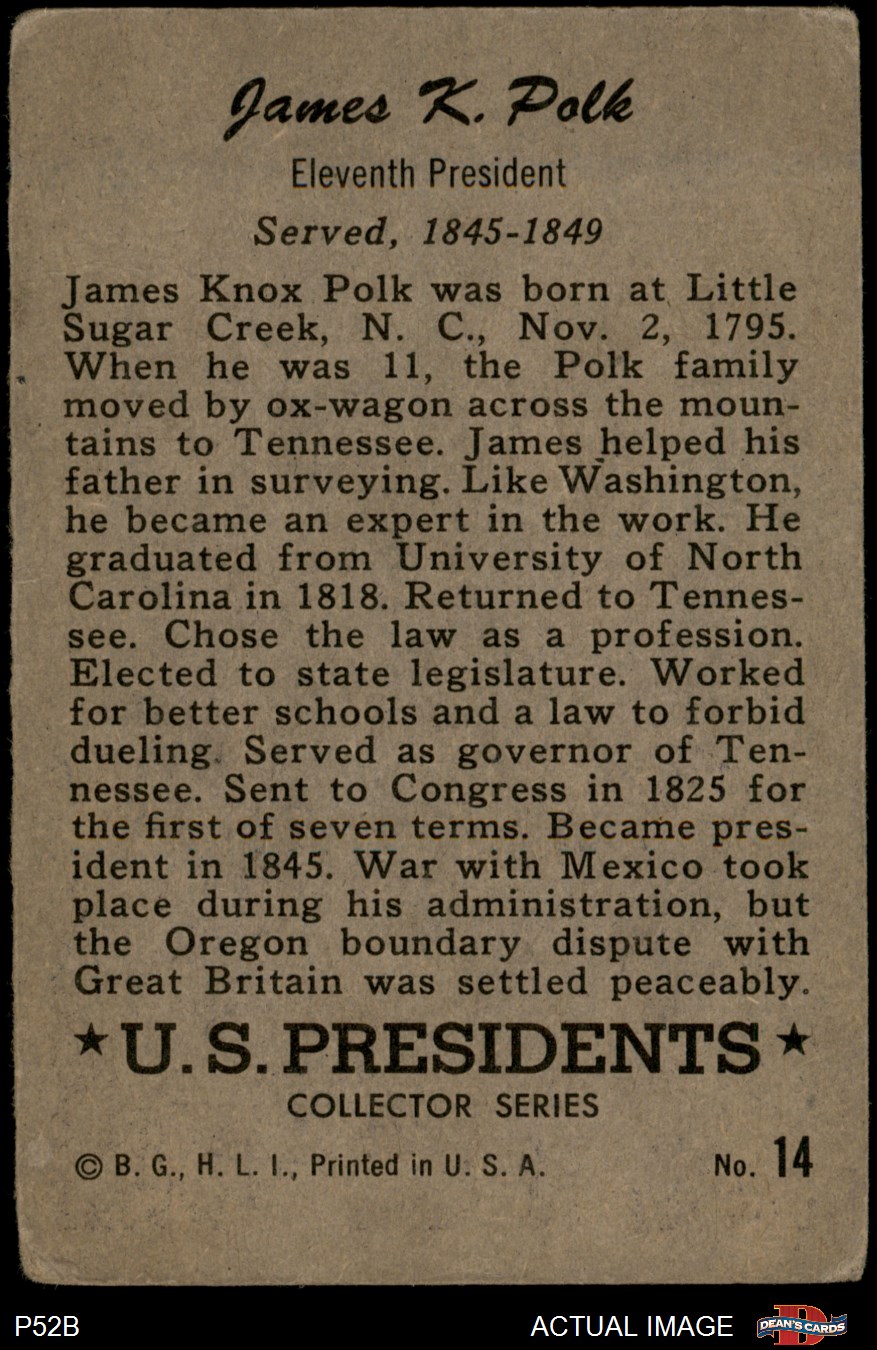 James K. Polk
Eleventh President
Served, 1845-1849
James Knox Polk was born at Little
Sugar Creek, N. C., Nov. 2, 1795.
When he was 11, the Polk family
moved by ox-wagon across the moun-
tains to Tennessee. James helped his
father in surveying. Like Washington,
he became an expert in the work. He
graduated from University of North
Carolina in 1818. Returned to Tennes-
see. Chose the law as a profession.
Elected to state legislature. Worked
for better schools and a law to forbid
dueling. Served as governor of Ten-
nessee. Sent to Congress in 1825 for
the first of seven terms. Became pres-
ident in 1845. War with Mexico took
place during his administration, but
the Oregon boundary dispute with
Great Britain was settled peaceably.
★ U. S. PRESIDENTS ★
COLLECTOR SERIES
© B. G., H. L. I., Printed in U. S. A. No. 14
P52B ACTUAL IMAGE DEAN'S CARDS